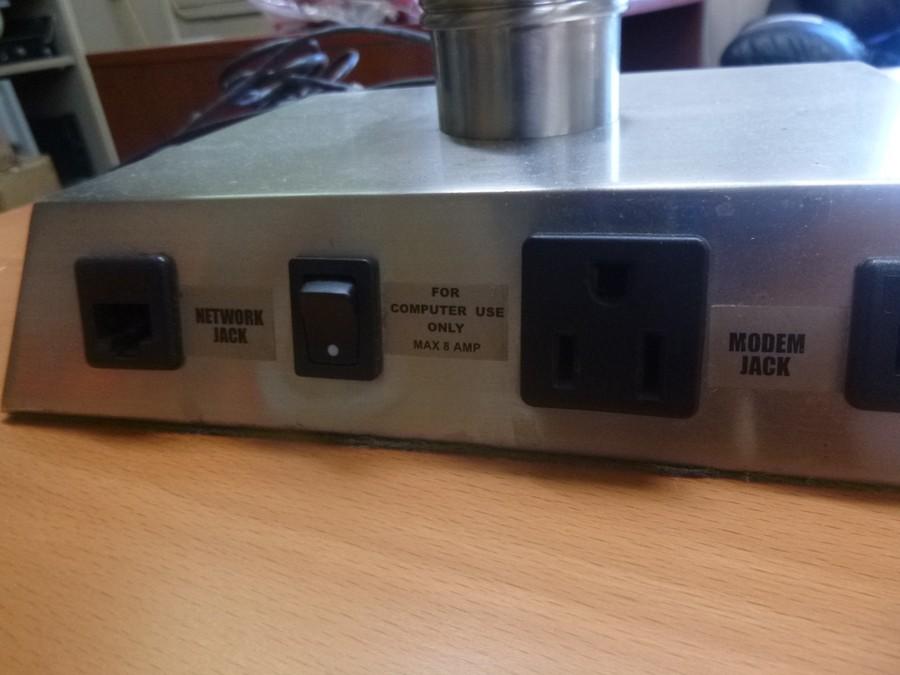 NETWORK
JACK
FOR
COMPUTER USE
ONLY
MAX 8 AMP
MODEM
JACK